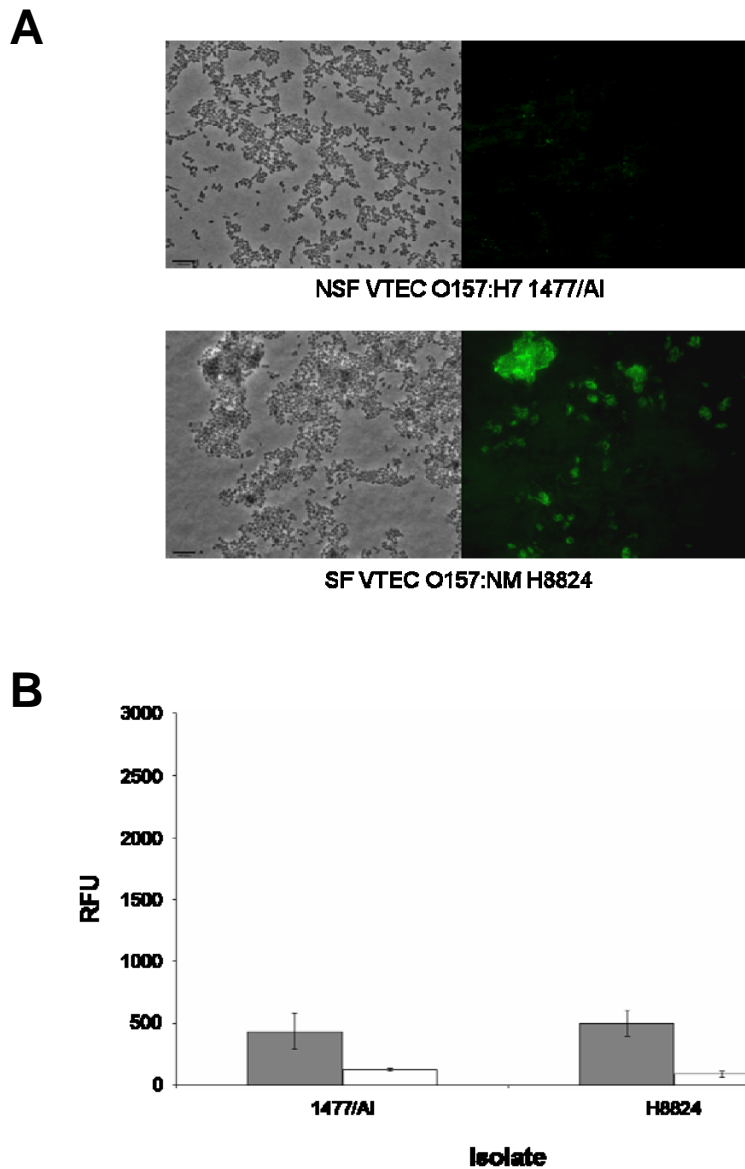 A
NSF VTEC O157:H7 1477/AI
SF VTEC O157:NM H8824
B
3000
2500
2000
1500
1000
500
0
RFU
1477/AI
H8824
Isolate